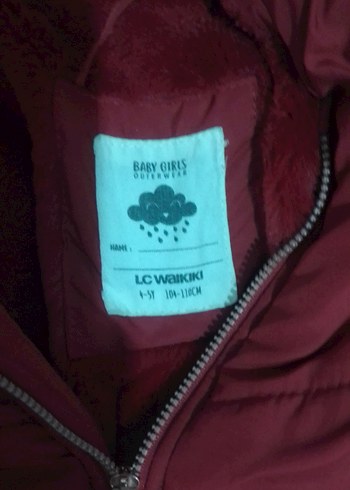 BABY GIRLS
OUTERWEAR
NAME:
LC WAIKIKI
4-5Y 104-110CM